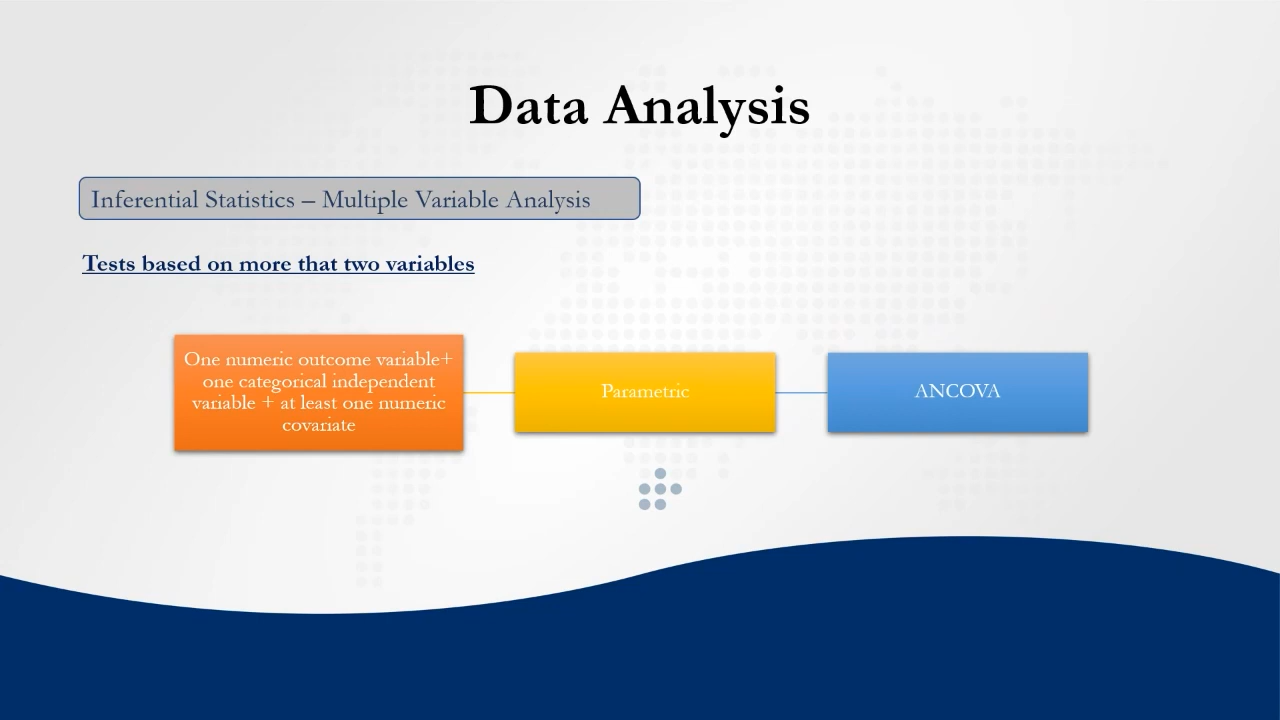 Data Analysis
Inferential Statistics – Multiple Variable Analysis
Tests based on more that two variables
One numeric outcome variable+
one categorical independent
variable + at least one numeric
covariate
Parametric
ANCOVA